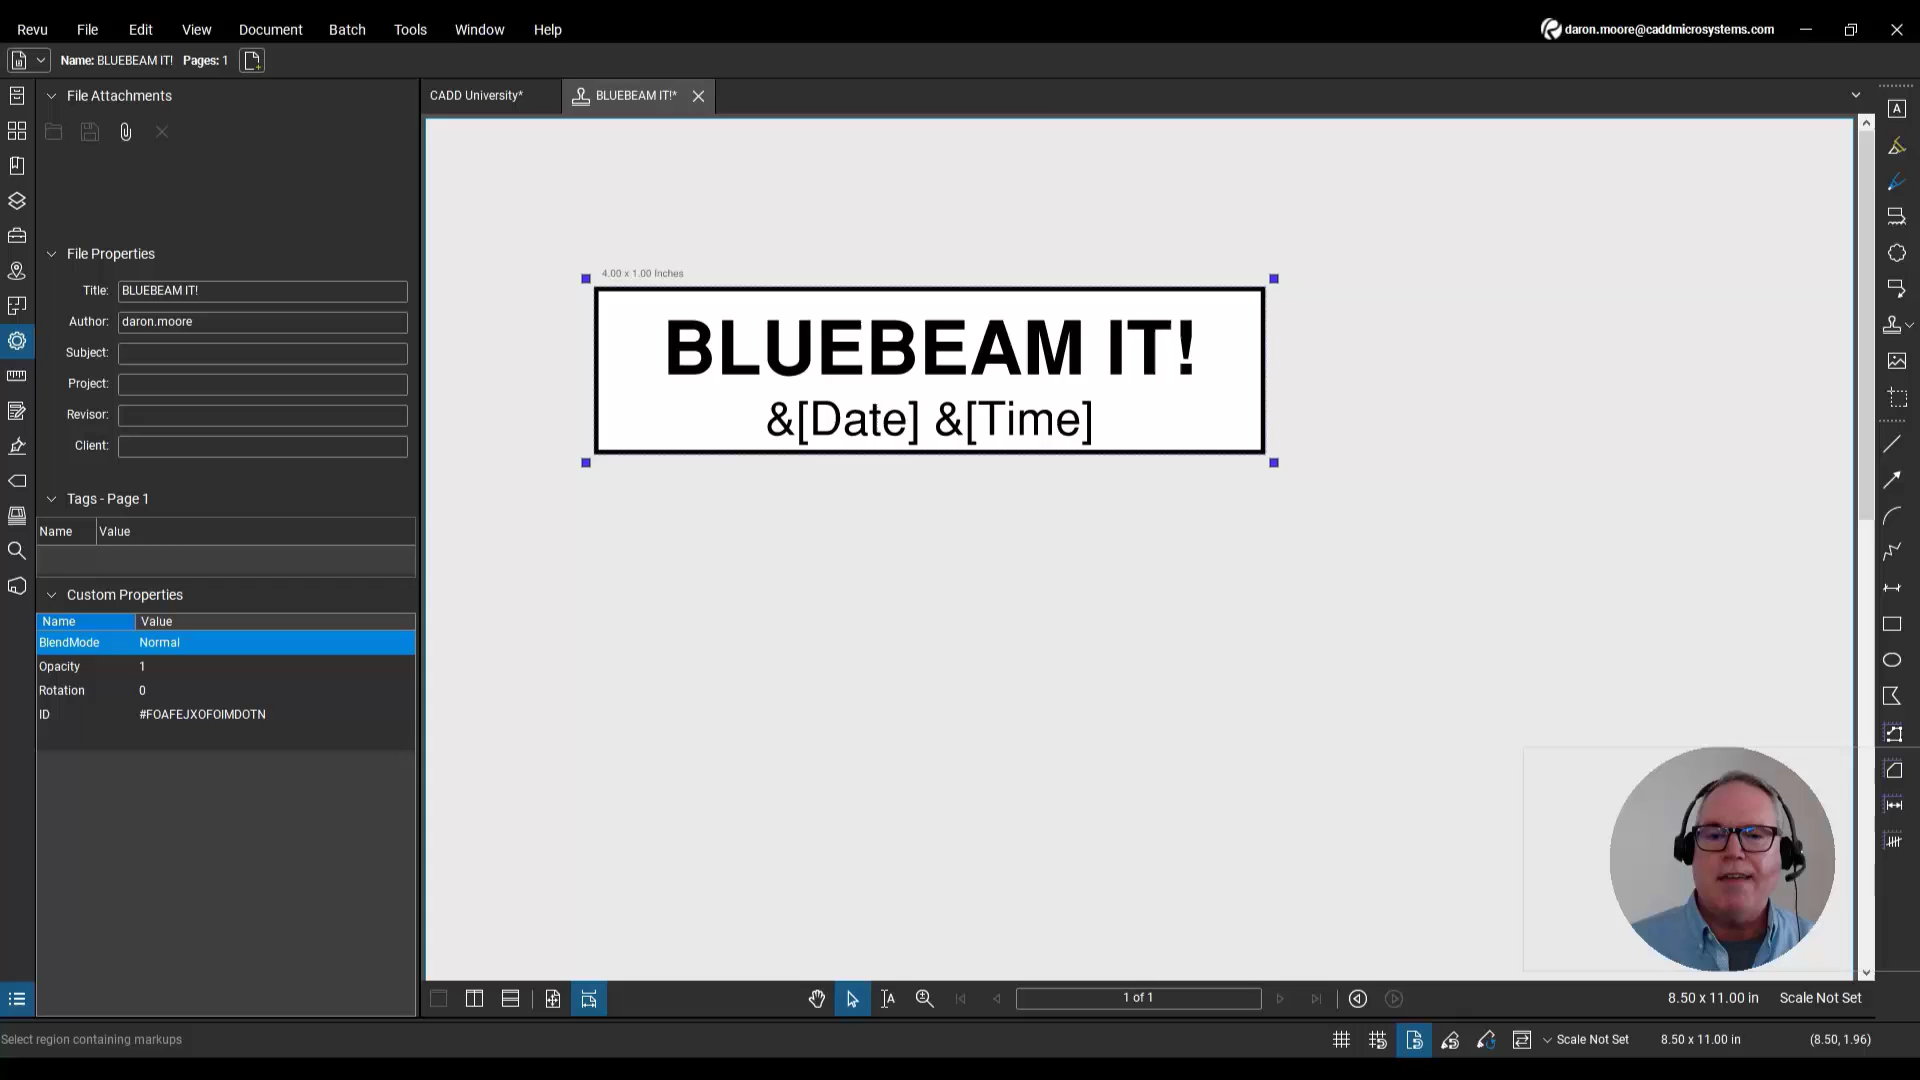 Revu File Edit View Document Batch Tools Window Help
daron.moore@caddmicrosystems.com
Name: BLUEBEAM IT! Pages: 1
File Attachments
CADD University*
BLUEBEAM IT!*
File Properties
Title: BLUEBEAM IT!
Author: daron.moore
Subject:
Project:
Revisor:
Client:
Tags - Page 1
Name Value
Custom Properties
Name Value
BlendMode Normal
Opacity 1
Rotation 0
ID #FOAFEJXOFOIMDOTN
4.00 x 1.00 Inches
BLUEBEAM IT!
&[Date] &[Time]
1 of 1
8.50 x 11.00 in Scale Not Set
Select region containing markups
Scale Not Set 8.50 x 11.00 in (8.50, 1.96)